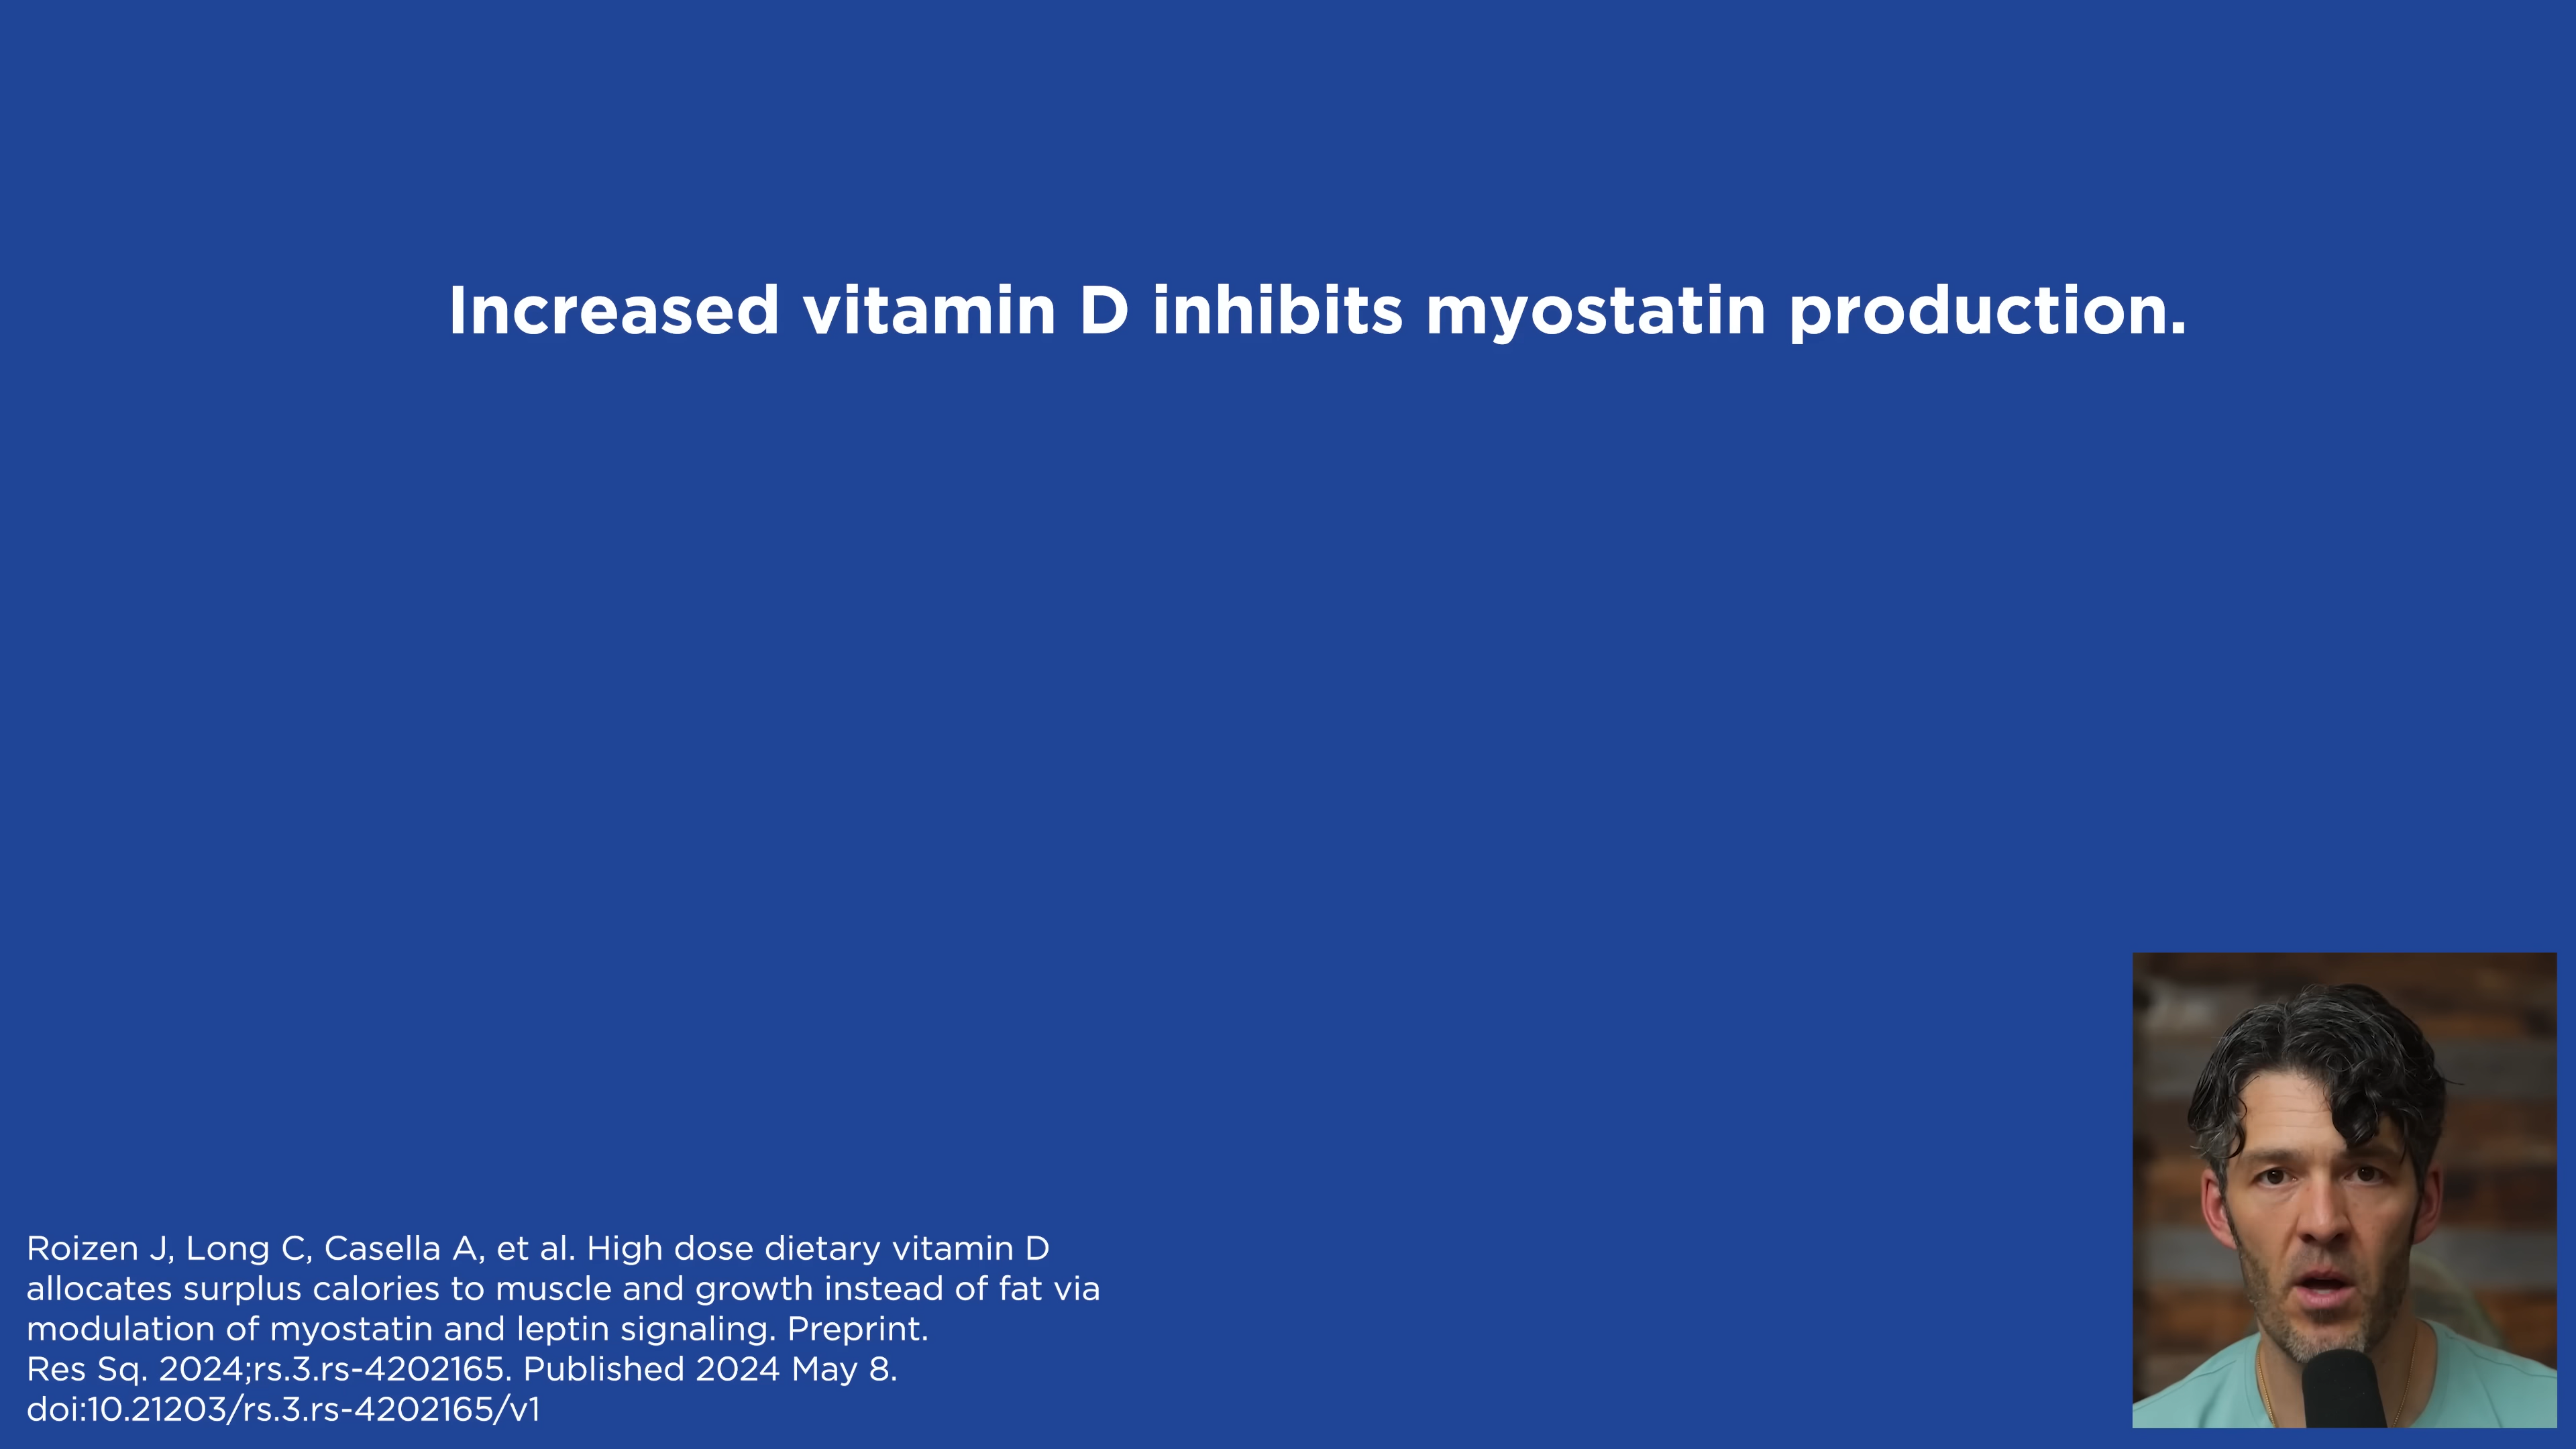 Increased vitamin D inhibits myostatin production.
Roizen J, Long C, Casella A, et al. High dose dietary vitamin D
allocates surplus calories to muscle and growth instead of fat via
modulation of myostatin and leptin signaling. Preprint.
Res Sq. 2024;rs.3.rs-4202165. Published 2024 May 8.
doi:10.21203/rs.3.rs-4202165/v1